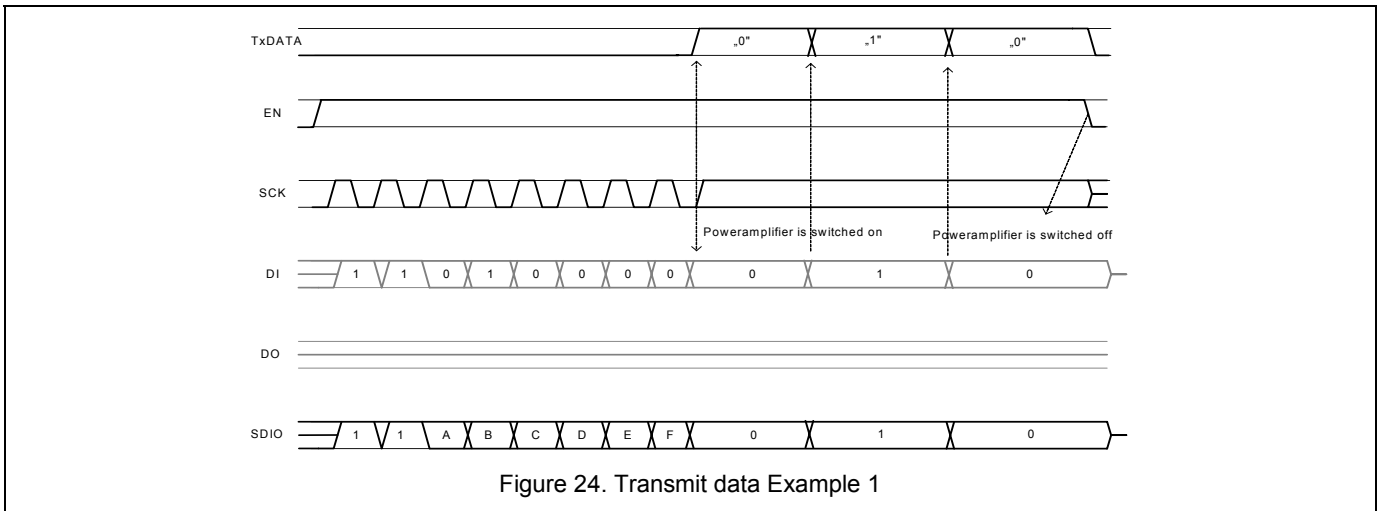 TxDATA „0" „1" „0"
EN
SCK
Poweramplifier is switched on Poweramplifier is switched off
DI 1 1 0 1 0 0 0 0 0 1 0
DO
SDIO 1 1 A B C D E F 0 1 0
Figure 24. Transmit data Example 1